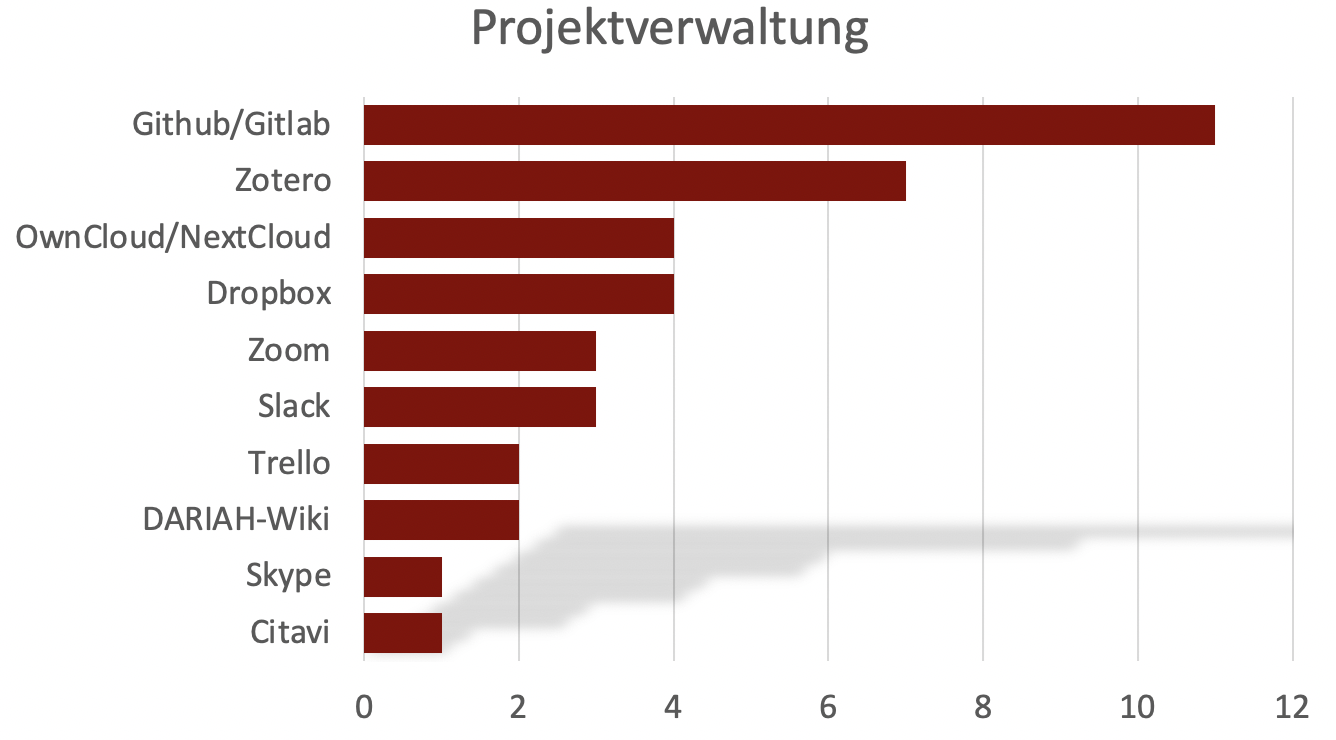 Projektverwaltung
Github/Gitlab
Zotero
OwnCloud/NextCloud
Dropbox
Zoom
Slack
Trello
DARIAH-Wiki
Skype
Citavi
0 2 4 6 8 10 12